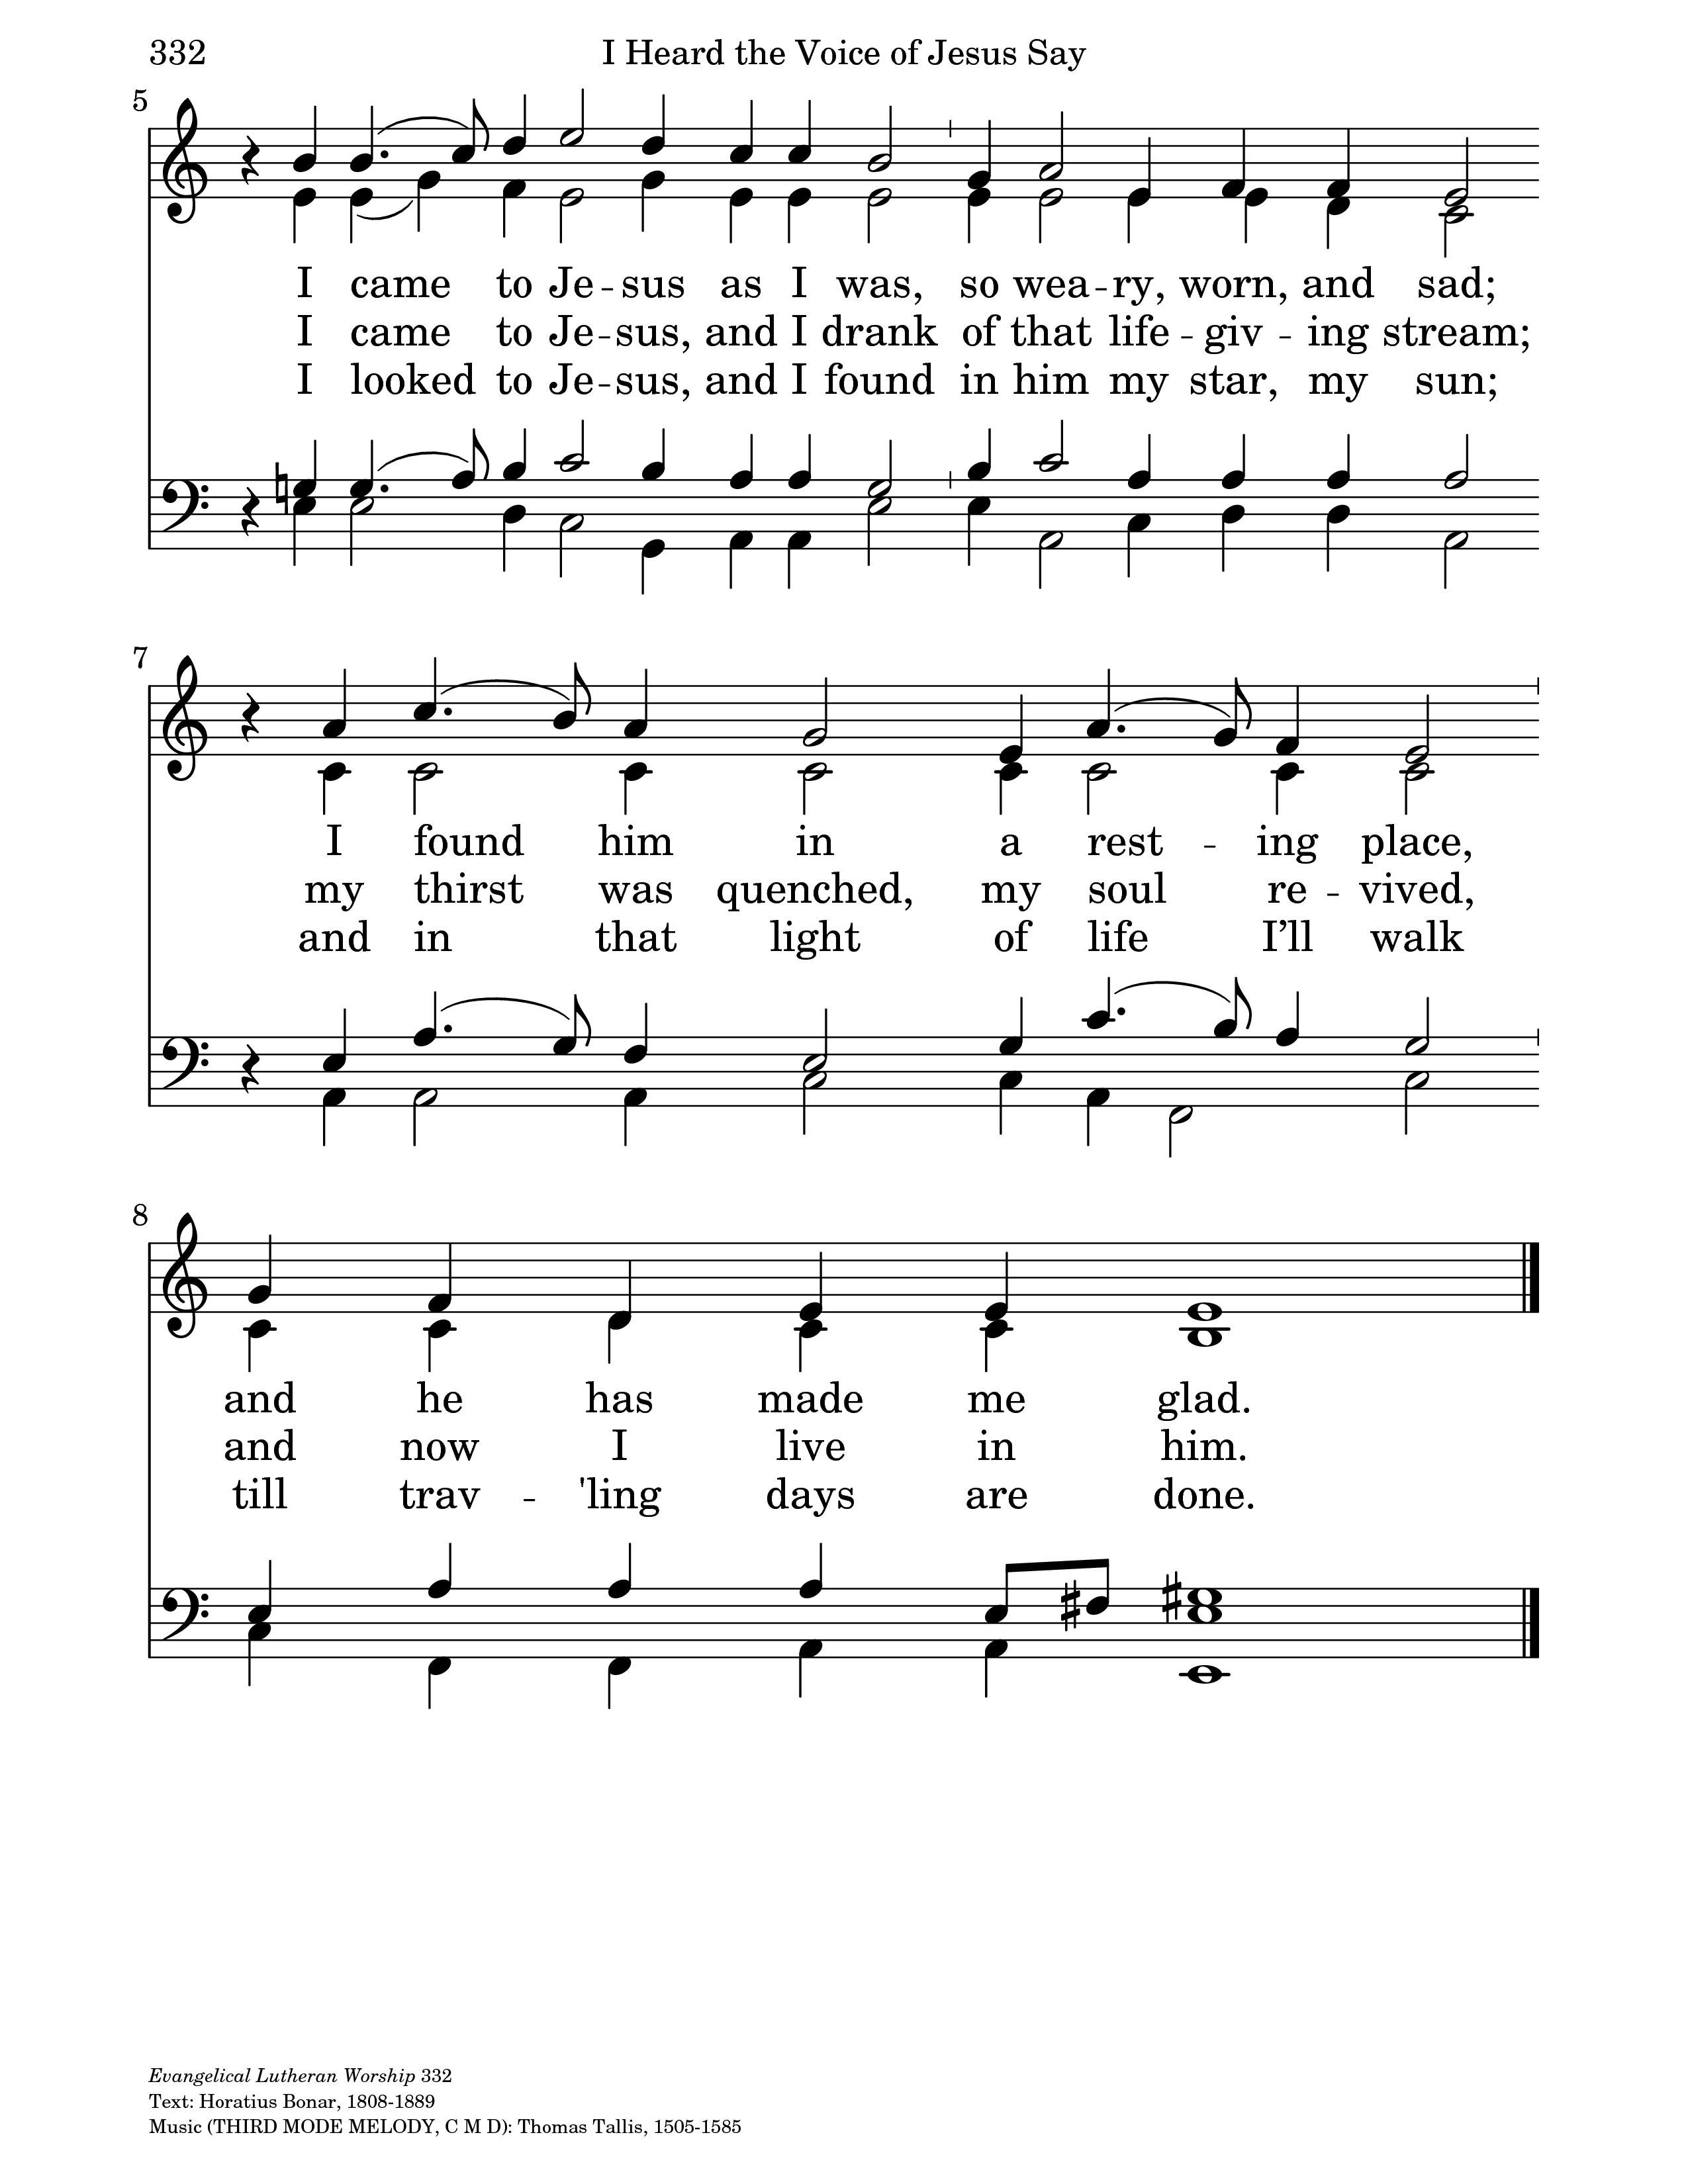 332 I Heard the Voice of Jesus Say
5
I came to Je -- sus as I was, so wea -- ry, worn, and sad;
I came to Je -- sus, and I drank of that life -- giv -- ing stream;
I looked to Je -- sus, and I found in him my star, my sun;
7
I found him in a rest -- ing place,
my thirst was quenched, my soul re -- vived,
and in that light of life I’ll walk
8
and he has made me glad.
and now I live in him.
till trav -- 'ling days are done.
Evangelical Lutheran Worship 332
Text: Horatius Bonar, 1808-1889
Music (THIRD MODE MELODY, C M D): Thomas Tallis, 1505-1585